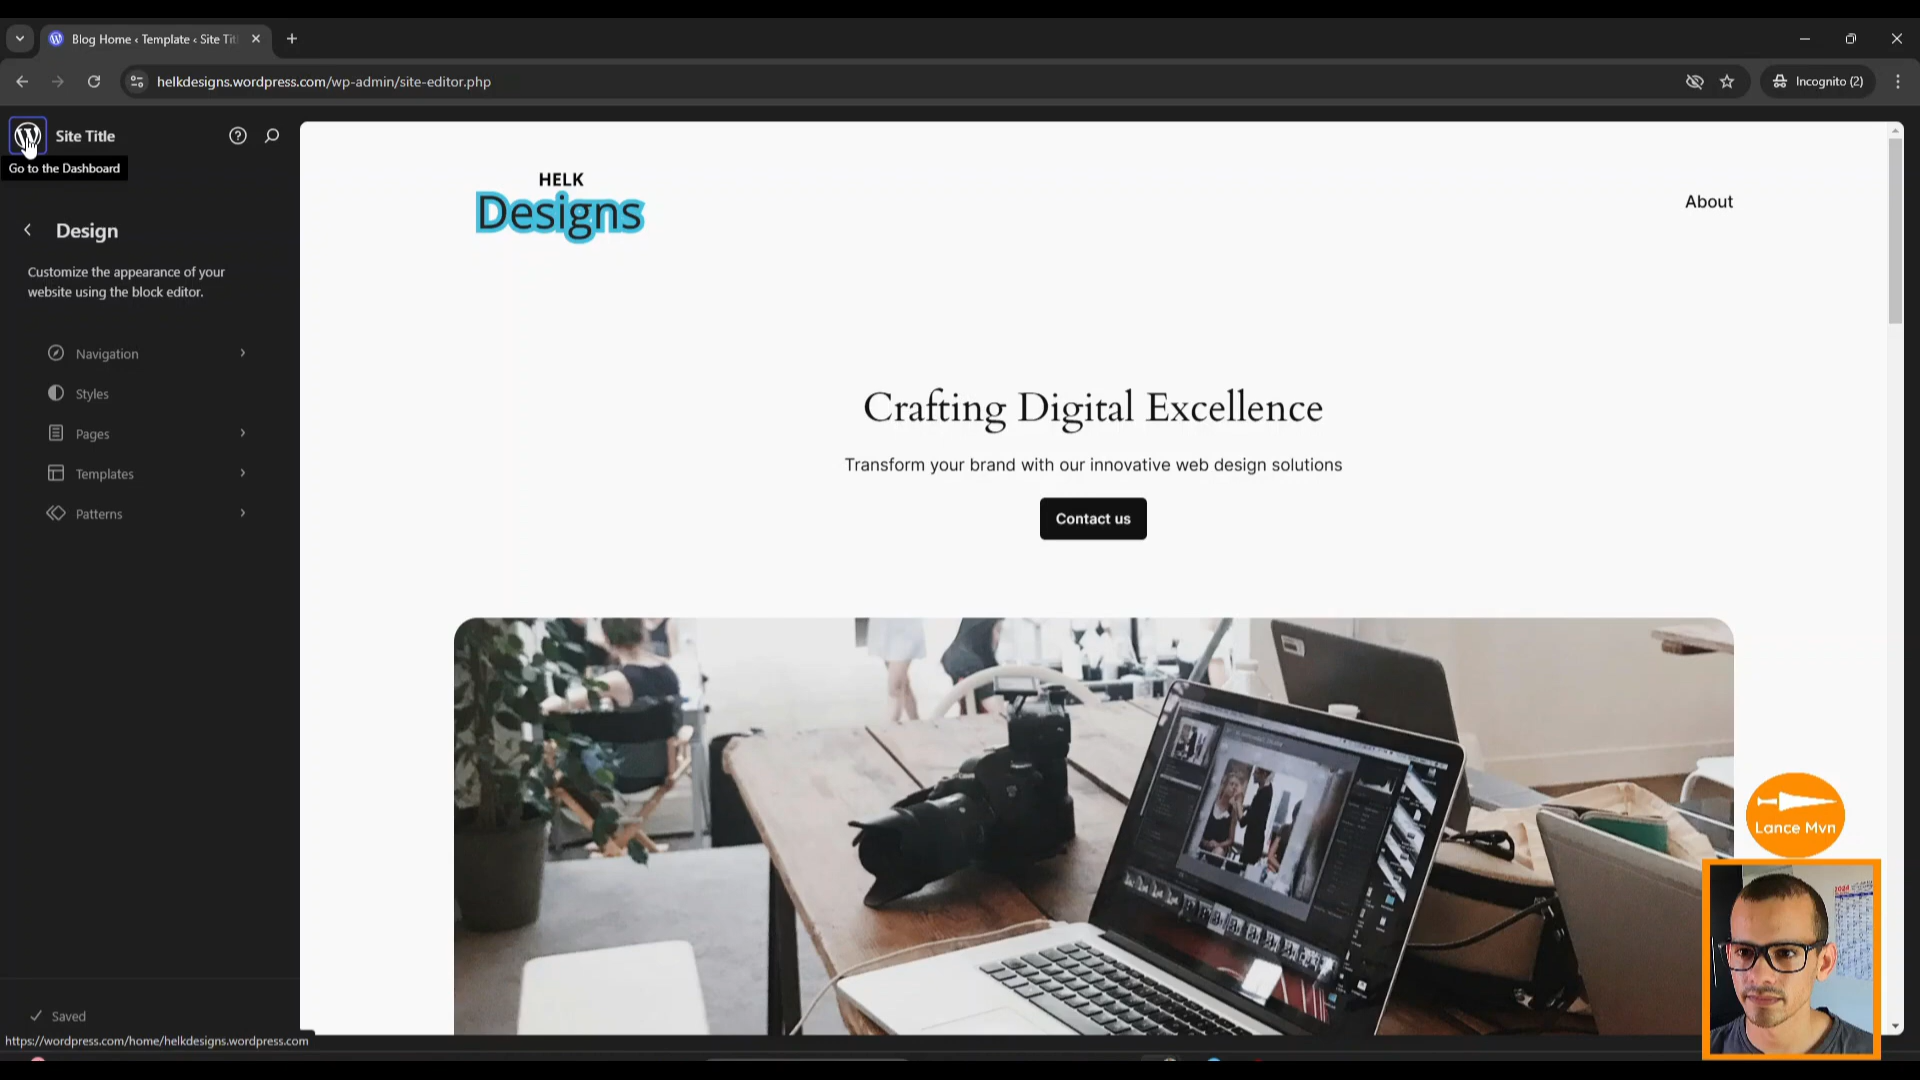 Blog Home ‹ Template ‹ Site Tit
helkdesigns.wordpress.com/wp-admin/site-editor.php
Incognito (2)
Site Title
Go to the Dashboard
Design
Customize the appearance of your
website using the block editor.
Navigation
Styles
Pages
Templates
Patterns
Saved
https://wordpress.com/home/helkdesigns.wordpress.com
HELK
Designs
About
Crafting Digital Excellence
Transform your brand with our innovative web design solutions
Contact us
Lance Mvn
2024